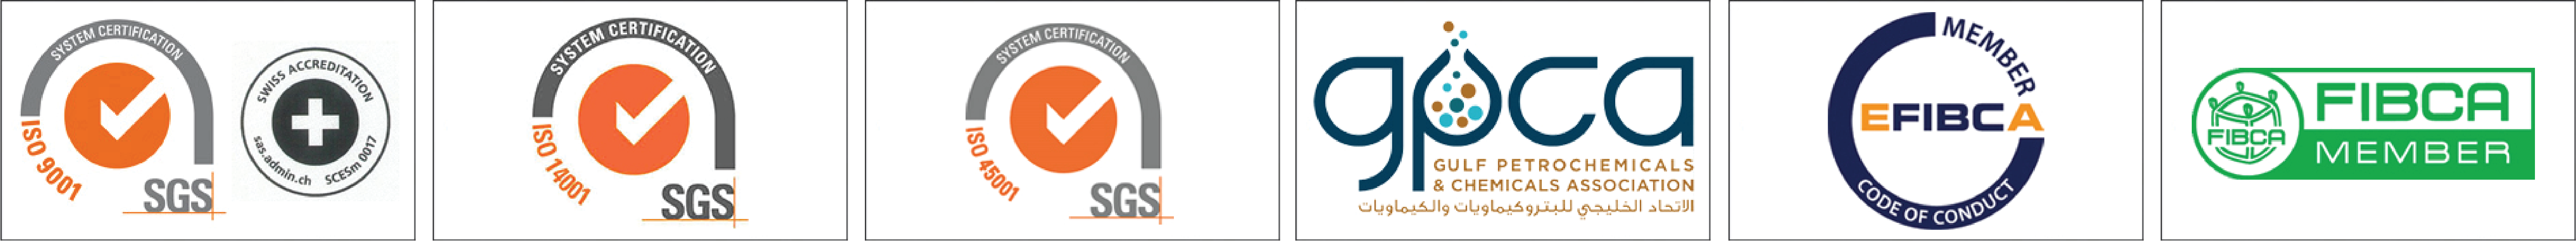 SYSTEM CERTIFICATION
ISO 9001
SGS
SWISS ACCREDITATION
sas.admin.ch SCESm 0017
SYSTEM CERTIFICATION
ISO 14001
SGS
SYSTEM CERTIFICATION
ISO 45001
SGS
gpca
GULF PETROCHEMICALS
& CHEMICALS ASSOCIATION
الاتحاد الخليجي للبتروكيماويات والكيماويات
MEMBER
EFIBCA
CODE OF CONDUCT
FIBCA
FIBCA
MEMBER